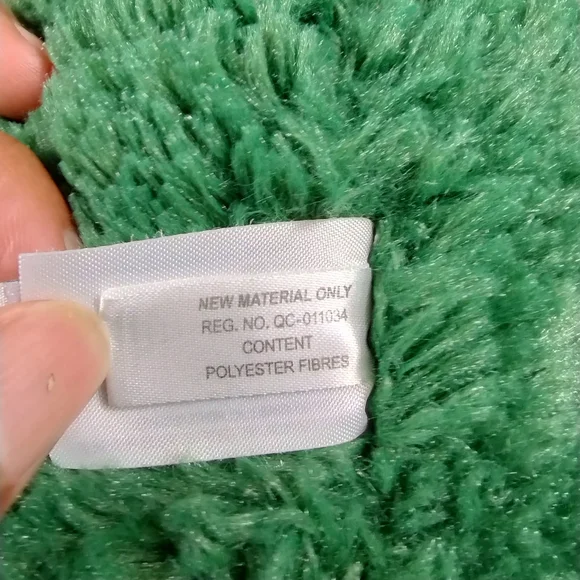 NEW MATERIAL ONLY
REG. NO. QC-011034
CONTENT
POLYESTER FIBRES